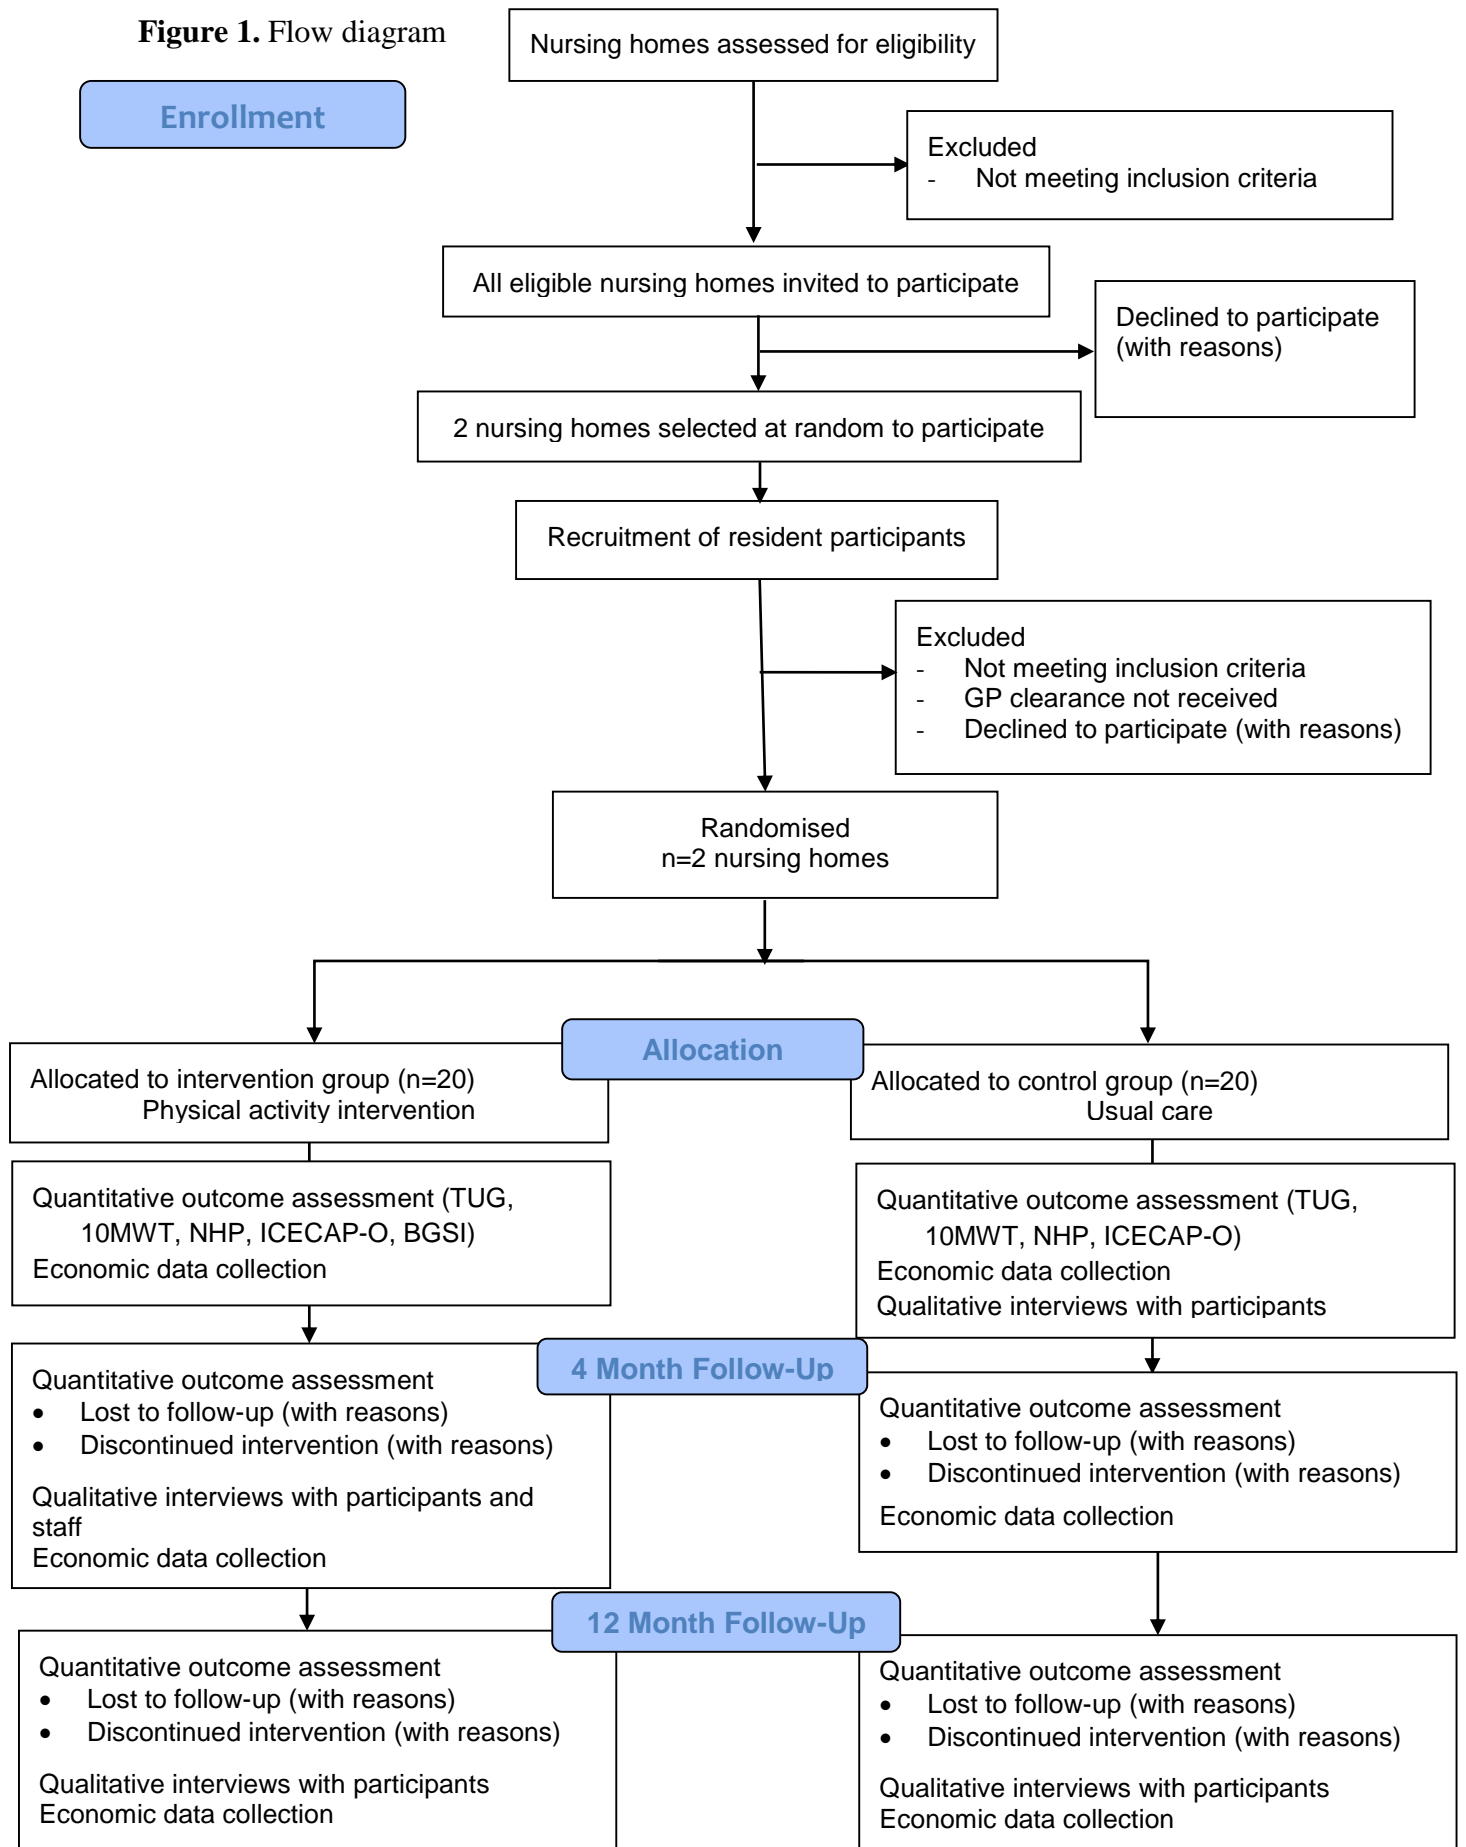 Figure 1. Flow diagram
Nursing homes assessed for eligibility
Enrollment
Excluded
- Not meeting inclusion criteria
All eligible nursing homes invited to participate
Declined to participate
(with reasons)
2 nursing homes selected at random to participate
Recruitment of resident participants
Excluded
- Not meeting inclusion criteria
- GP clearance not received
- Declined to participate (with reasons)
Randomised
n=2 nursing homes
Allocation
Allocated to intervention group (n=20)
Physical activity intervention
Allocated to control group (n=20)
Usual care
Quantitative outcome assessment (TUG,
10MWT, NHP, ICECAP-O, BGSI)
Economic data collection
Quantitative outcome assessment (TUG,
10MWT, NHP, ICECAP-O)
Economic data collection
Qualitative interviews with participants
4 Month Follow-Up
Quantitative outcome assessment
• Lost to follow-up (with reasons)
• Discontinued intervention (with reasons)
Qualitative interviews with participants and
staff
Economic data collection
Quantitative outcome assessment
• Lost to follow-up (with reasons)
• Discontinued intervention (with reasons)
Economic data collection
12 Month Follow-Up
Quantitative outcome assessment
• Lost to follow-up (with reasons)
• Discontinued intervention (with reasons)
Qualitative interviews with participants
Economic data collection
Quantitative outcome assessment
• Lost to follow-up (with reasons)
• Discontinued intervention (with reasons)
Qualitative interviews with participants
Economic data collection